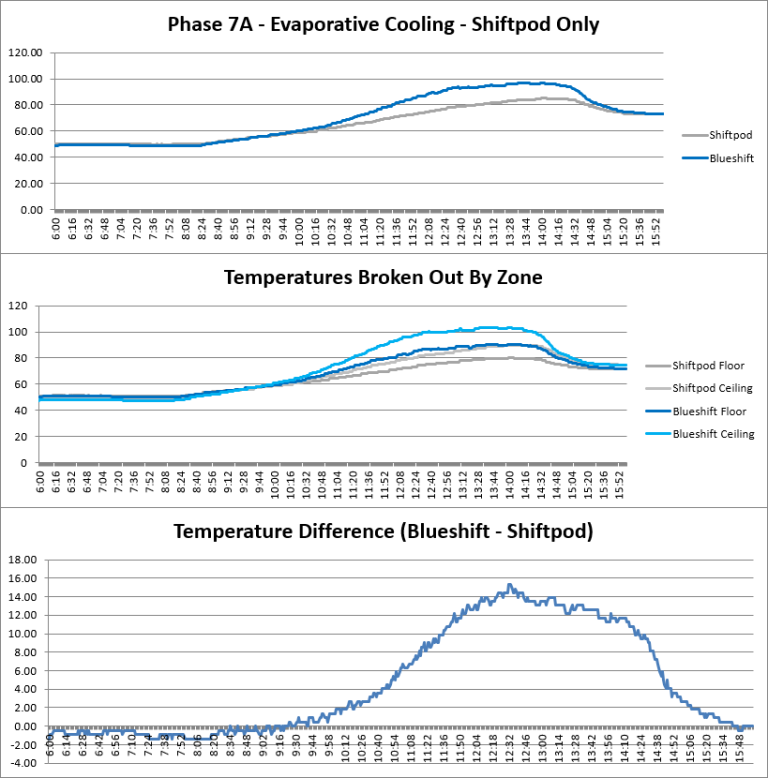 Phase 7A - Evaporative Cooling - Shiftpod Only
120.00
100.00
80.00
60.00
40.00
20.00
0.00
Shiftpod
Blueshift
6:00 6:16 6:32 6:48 7:04 7:20 7:36 7:52 8:08 8:24 8:40 8:56 9:12 9:28 9:44 10:00 10:16 10:32 10:48 11:04 11:20 11:36 11:52 12:08 12:24 12:40 12:56 13:12 13:28 13:44 14:00 14:16 14:32 14:48 15:04 15:20 15:36 15:52
Temperatures Broken Out By Zone
120
100
80
60
40
20
0
Shiftpod Floor
Shiftpod Ceiling
Blueshift Floor
Blueshift Ceiling
6:00 6:16 6:32 6:48 7:04 7:20 7:36 7:52 8:08 8:24 8:40 8:56 9:12 9:28 9:44 10:00 10:16 10:32 10:48 11:04 11:20 11:36 11:52 12:08 12:24 12:40 12:56 13:12 13:28 13:44 14:00 14:16 14:32 14:48 15:04 15:20 15:36 15:52
Temperature Difference (Blueshift - Shiftpod)
18.00
16.00
14.00
12.00
10.00
8.00
6.00
4.00
2.00
0.00
-2.00
-4.00
6:00 6:14 6:28 6:42 6:56 7:10 7:24 7:38 7:52 8:06 8:20 8:34 8:48 9:02 9:16 9:30 9:44 9:58 10:12 10:26 10:40 10:54 11:08 11:22 11:36 11:50 12:04 12:18 12:32 12:46 13:00 13:14 13:28 13:42 13:56 14:10 14:24 14:38 14:52 15:06 15:20 15:34 15:48